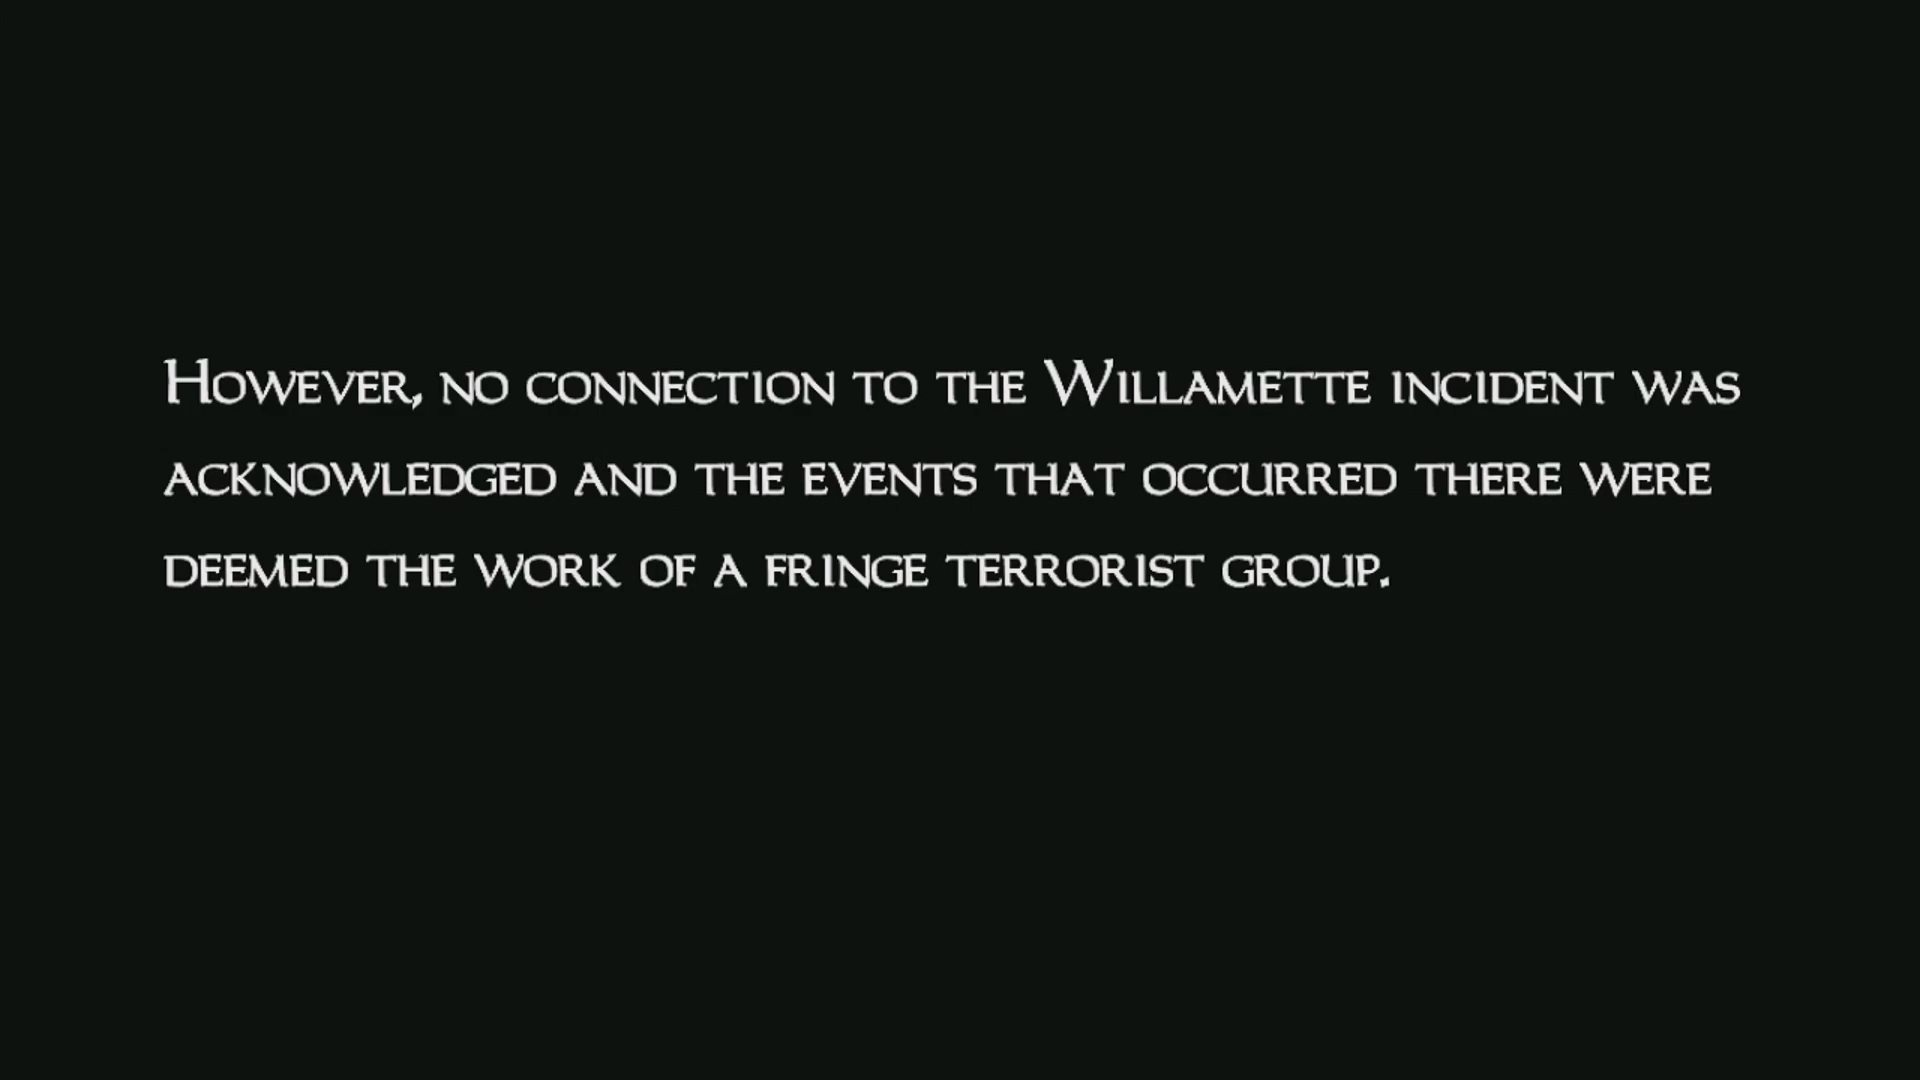 However, no connection to the Willamette incident was
acknowledged and the events that occurred there were
deemed the work of a fringe terrorist group.